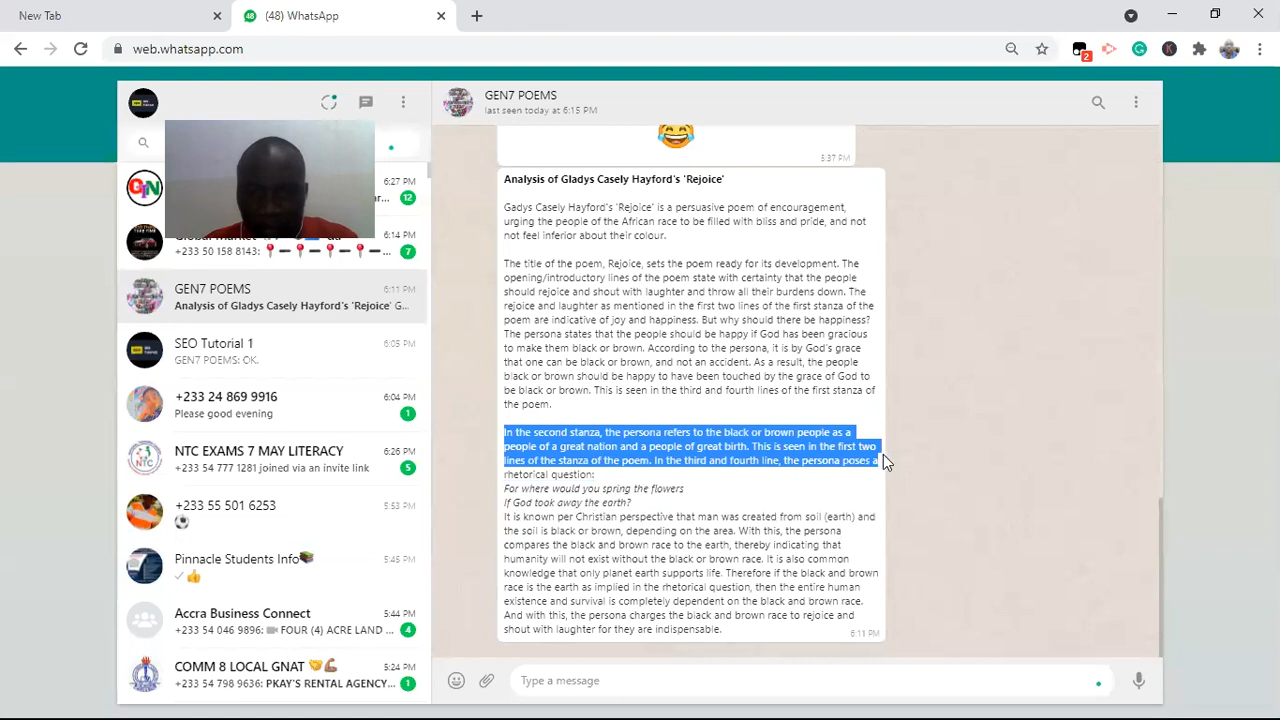 New Tab
(48) WhatsApp
web.whatsapp.com
2
K
GEN7 POEMS
last seen today at 6:15 PM
5:37 PM
6:27 PM
12
6:14 PM
+233 50 158 8143:
7
GEN7 POEMS
6:11 PM
Analysis of Gladys Casely Hayford's 'Rejoice' G...
SEO Tutorial 1
6:05 PM
GEN7 POEMS: OK.
+233 24 869 9916
6:04 PM
Please good evening
1
NTC EXAMS 7 MAY LITERACY
6:00 PM
+233 54 777 1281 joined via an invite link
5
+233 55 501 6253
5:53 PM
Pinnacle Students Info
5:45 PM
Accra Business Connect
5:44 PM
+233 54 046 9896: FOUR (4) ACRE LAND ...
4
COMM 8 LOCAL GNAT
5:24 PM
+233 54 798 9636: PKAY'S RENTAL AGENCY...
1
Analysis of Gladys Casely Hayford's 'Rejoice'
Gadys Casely Hayford's 'Rejoice' is a persuasive poem of encouragement,
urging the people of the African race to be filled with bliss and pride, and not
not feel inferior about their colour.
The title of the poem, Rejoice, sets the poem ready for its development. The
opening/introductory lines of the poem state with certainty that the people
should rejoice and shout with laughter and throw all their burdens down. The
rejoice and laughter as mentioned in the first two lines of the first stanza of the
poem are indicative of joy and happiness. But why should there be happiness?
The persona states that the people should be happy if God has been gracious
to make them black or brown. According to the persona, it is by God's grace
that one can be black or brown, and not an accident. As a result, the people
black or brown should be happy to have been touched by the grace of God to
be black or brown. This is seen in the third and fourth lines of the first stanza of
the poem.
In the second stanza, the persona refers to the black or brown people as a
people of a great nation and a people of great birth. This is seen in the first two
lines of the stanza of the poem. In the third and fourth line, the persona poses a
rhetorical question:
For where would you spring the flowers
If God took away the earth?
It is known per Christian perspective that man was created from soil (earth) and
the soil is black or brown, depending on the area. With this, the persona
compares the black and brown race to the earth, thereby indicating that
humanity will not exist without the black or brown race. It is also common
knowledge that only planet earth supports life. Therefore if the black and brown
race is the earth as implied in the rhetorical question, then the entire human
existence and survival is completely dependent on the black and brown race.
And with this, the persona charges the black and brown race to rejoice and
shout with laughter for they are indispensable.
6:11 PM
Type a message